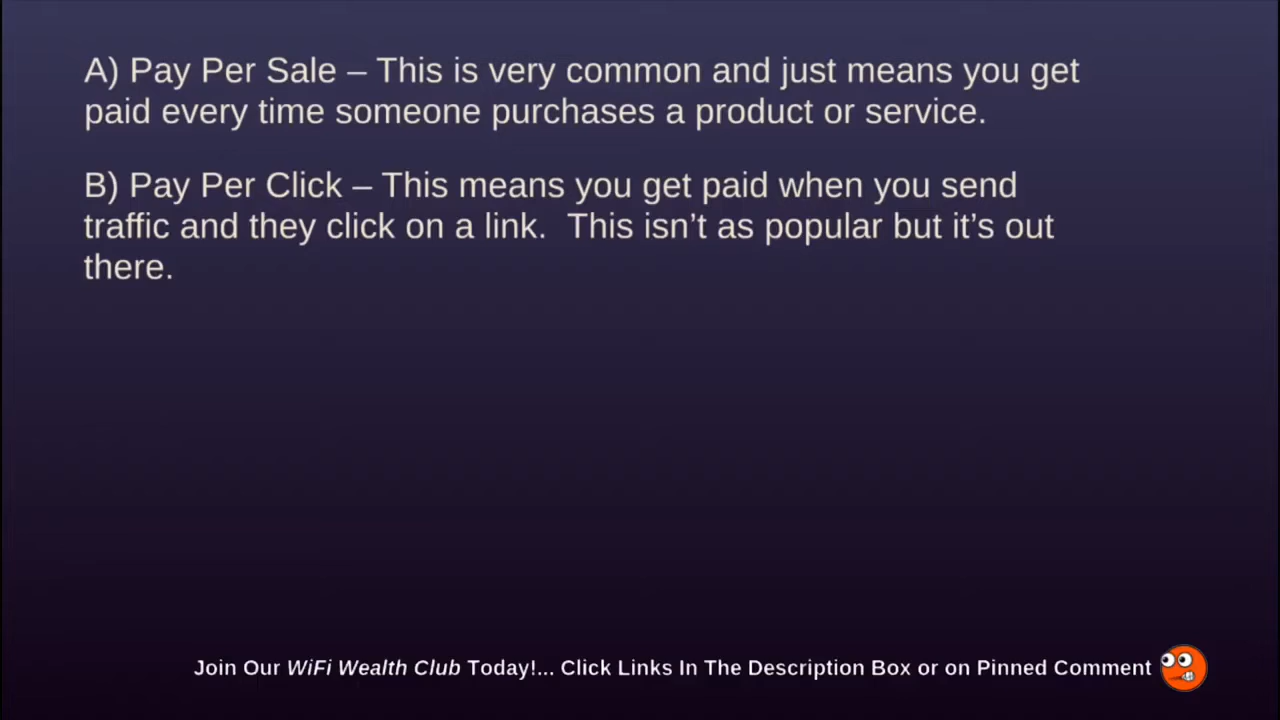 A) Pay Per Sale – This is very common and just means you get
paid every time someone purchases a product or service.
B) Pay Per Click – This means you get paid when you send
traffic and they click on a link.  This isn’t as popular but it’s out
there.
Join Our WiFi Wealth Club Today!... Click Links In The Description Box or on Pinned Comment